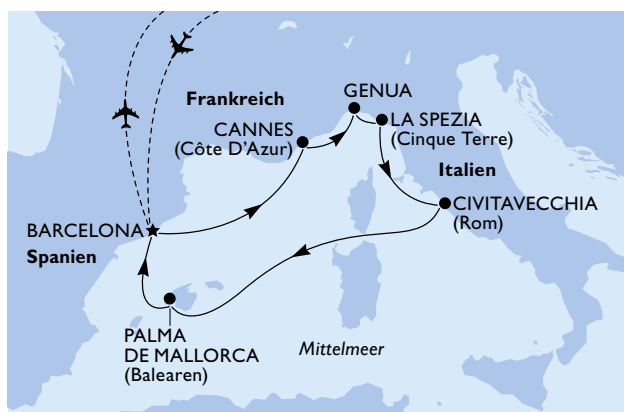 GENUA
Frankreich
LA SPEZIA
(Cinque Terre)
CANNES
(Côte D'Azur)
Italien
CIVITAVECCHIA
(Rom)
BARCELONA
Spanien
PALMA
DE MALLORCA
(Balearen)
Mittelmeer